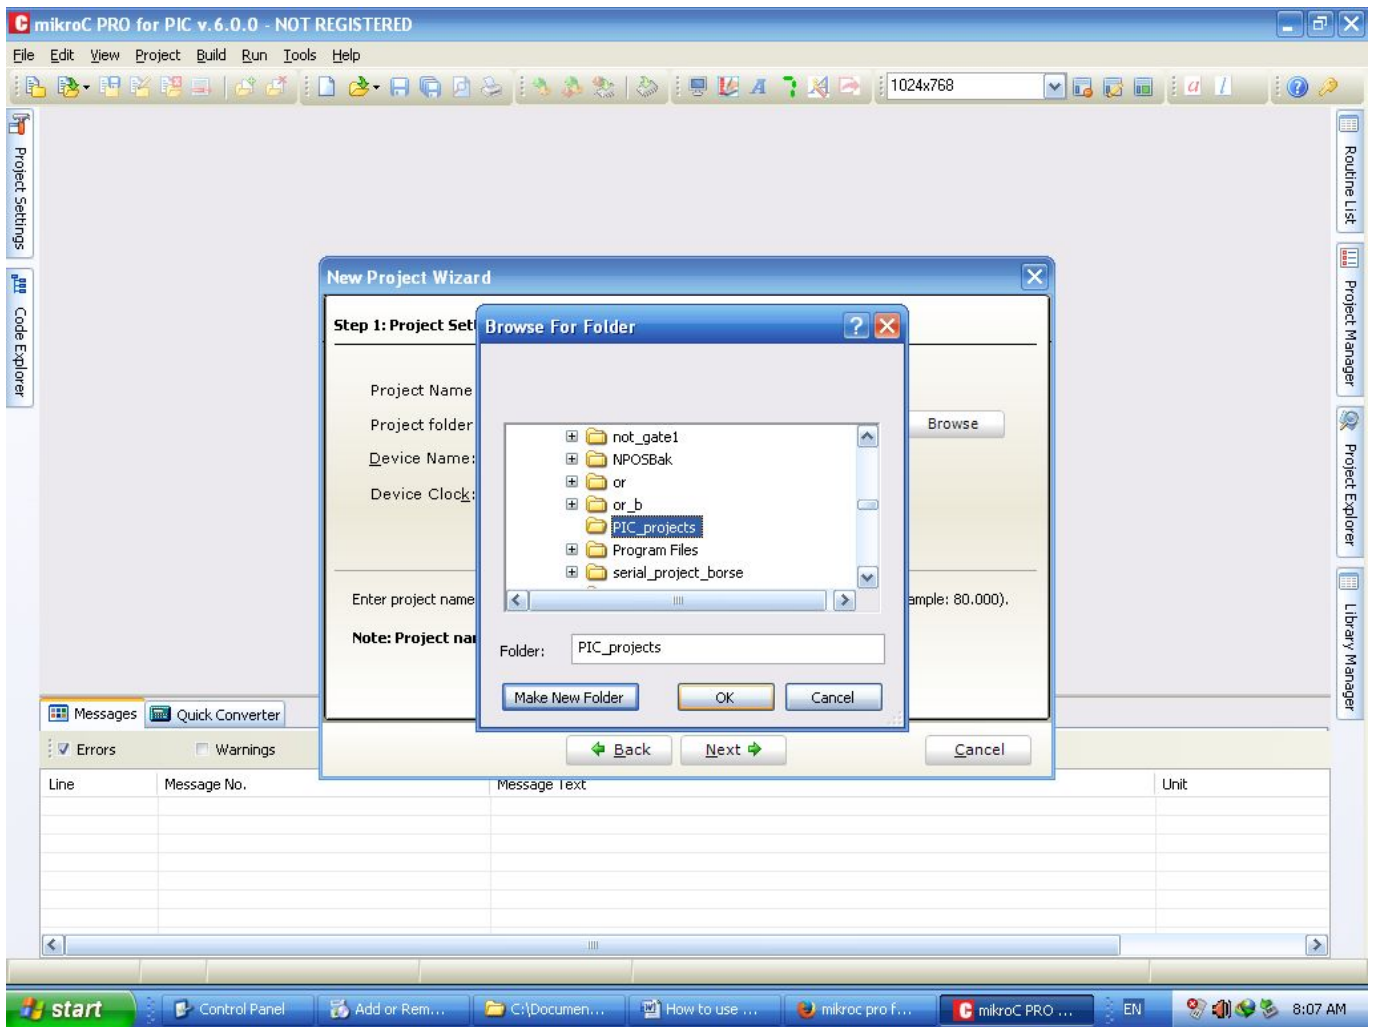 mikroC PRO for PIC v.6.0.0 - NOT REGISTERED
File Edit View Project Build Run Tools Help
1024x768
Project Settings
Code Explorer
Routine List
Project Manager
Project Explorer
Library Manager
New Project Wizard
Step 1: Project Set
Project Name
Project folder
Browse
Device Name:
Device Clock:
Enter project name
ample: 80.000).
Note: Project nam
Browse For Folder
not_gate1
NPOSBak
or
or_b
PIC_projects
Program Files
serial_project_borse
Folder: PIC_projects
Make New Folder OK Cancel
Back Next Cancel
Messages Quick Converter
Errors Warnings
Line Message No. Message Text Unit
start Control Panel Add or Rem... C:\Documen... How to use ... mikroc pro f... mikroC PRO ... EN 8:07 AM